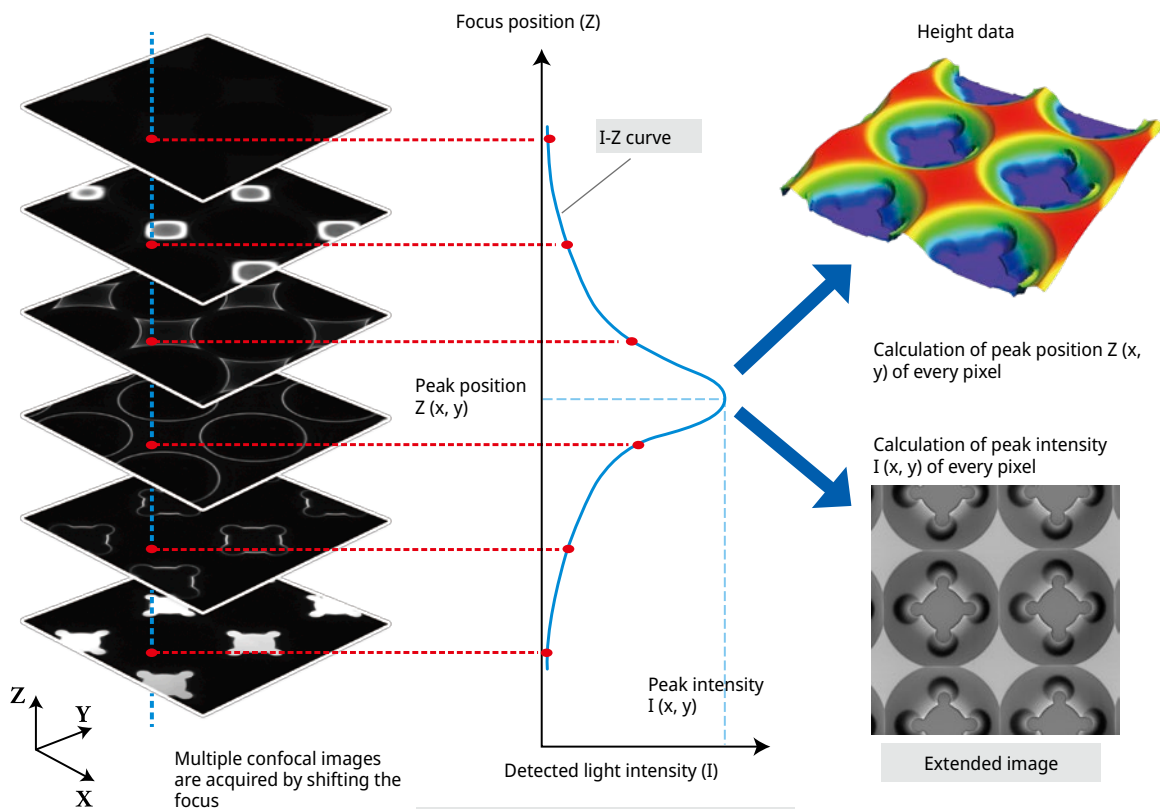 Focus position (Z)
Height data
I-Z curve
Calculation of peak position Z (x,
y) of every pixel
Peak position
Z (x, y)
Calculation of peak intensity
I (x, y) of every pixel
Peak intensity
I (x, y)
Z
Y
X
Multiple confocal images
are acquired by shifting the
focus
Detected light intensity (I)
Extended image